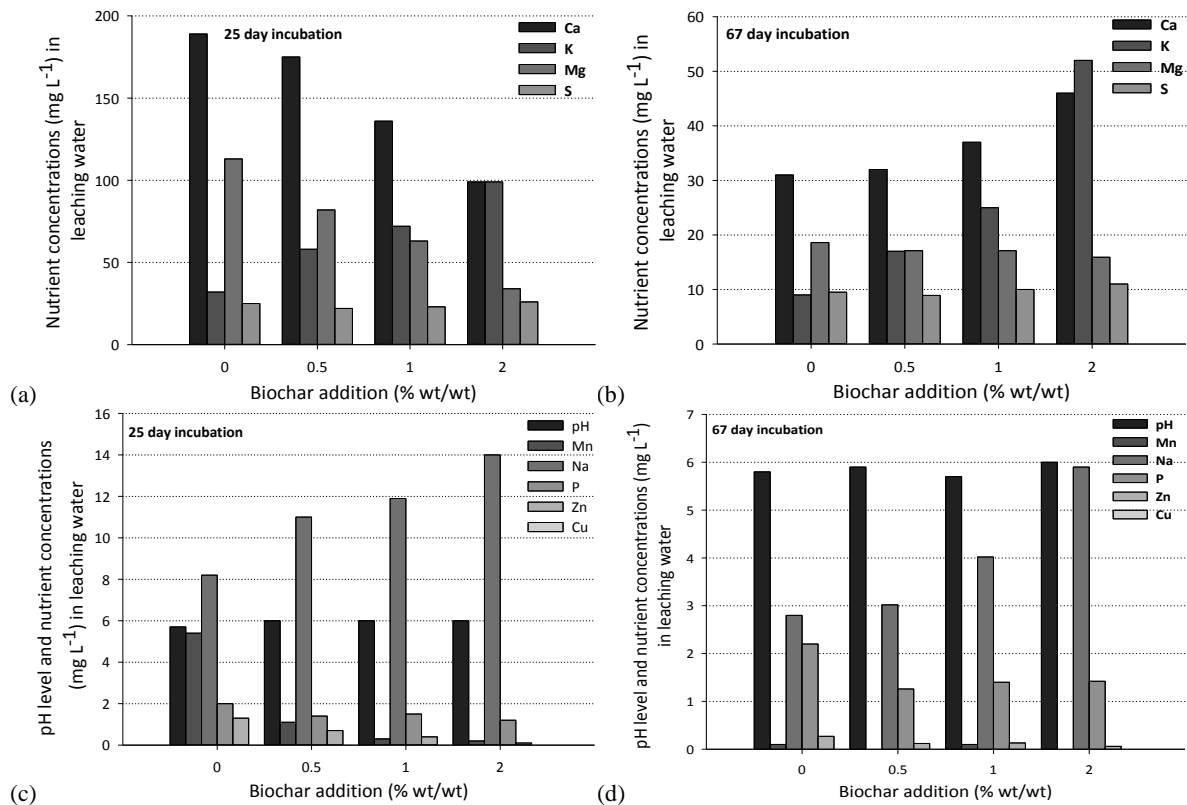 200
150
100
50
0
Nutrient concentrations (mg L⁻¹) in
leaching water
25 day incubation
Ca
K
Mg
S
0 0.5 1 2
Biochar addition (% wt/wt)
(a)
60
50
40
30
20
10
0
Nutrient concentrations (mg L⁻¹) in
leaching water
67 day incubation
Ca
K
Mg
S
0 0.5 1 2
Biochar addition (% wt/wt)
(b)
16
14
12
10
8
6
4
2
0
pH level and nutrient concentrations
(mg L⁻¹) in leaching water
25 day incubation
pH
Mn
Na
P
Zn
Cu
0 0.5 1 2
Biochar addition (% wt/wt)
(c)
7
6
5
4
3
2
1
0
pH level and nutrient concentrations (mg L⁻¹)
in leaching water
67 day incubation
pH
Mn
Na
P
Zn
Cu
0 0.5 1 2
Biochar addition (% wt/wt)
(d)